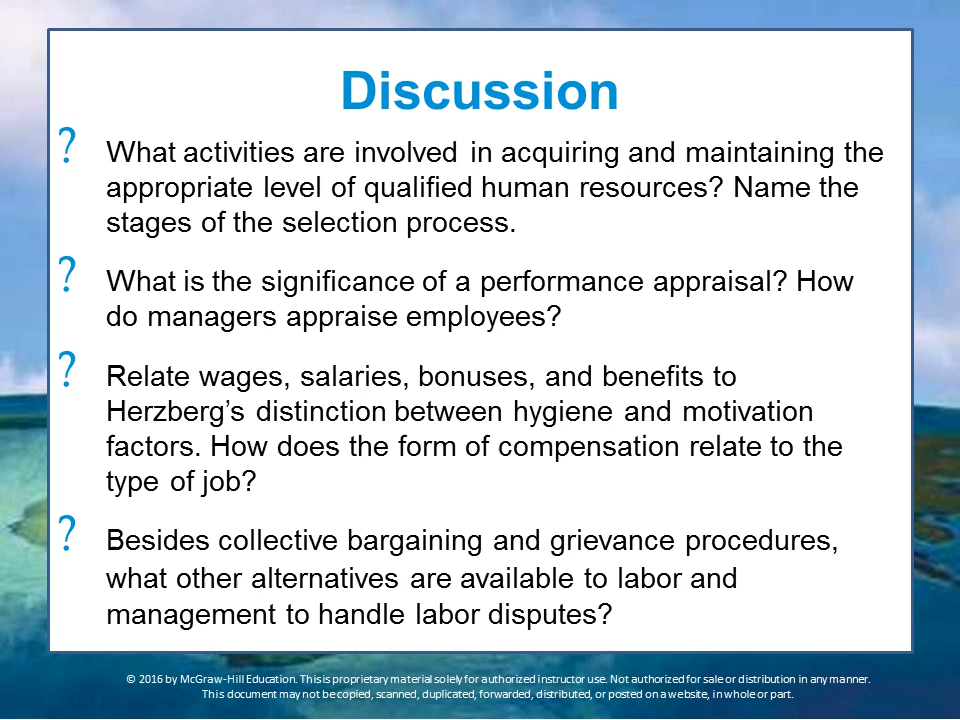 Discussion
? What activities are involved in acquiring and maintaining the
appropriate level of qualified human resources? Name the
stages of the selection process.
? What is the significance of a performance appraisal? How
do managers appraise employees?
? Relate wages, salaries, bonuses, and benefits to
Herzberg’s distinction between hygiene and motivation
factors. How does the form of compensation relate to the
type of job?
? Besides collective bargaining and grievance procedures,
what other alternatives are available to labor and
management to handle labor disputes?
© 2016 by McGraw-Hill Education. This is proprietary material solely for authorized instructor use. Not authorized for sale or distribution in any manner.
This document may not be copied, scanned, duplicated, forwarded, distributed, or posted on a website, in whole or part.